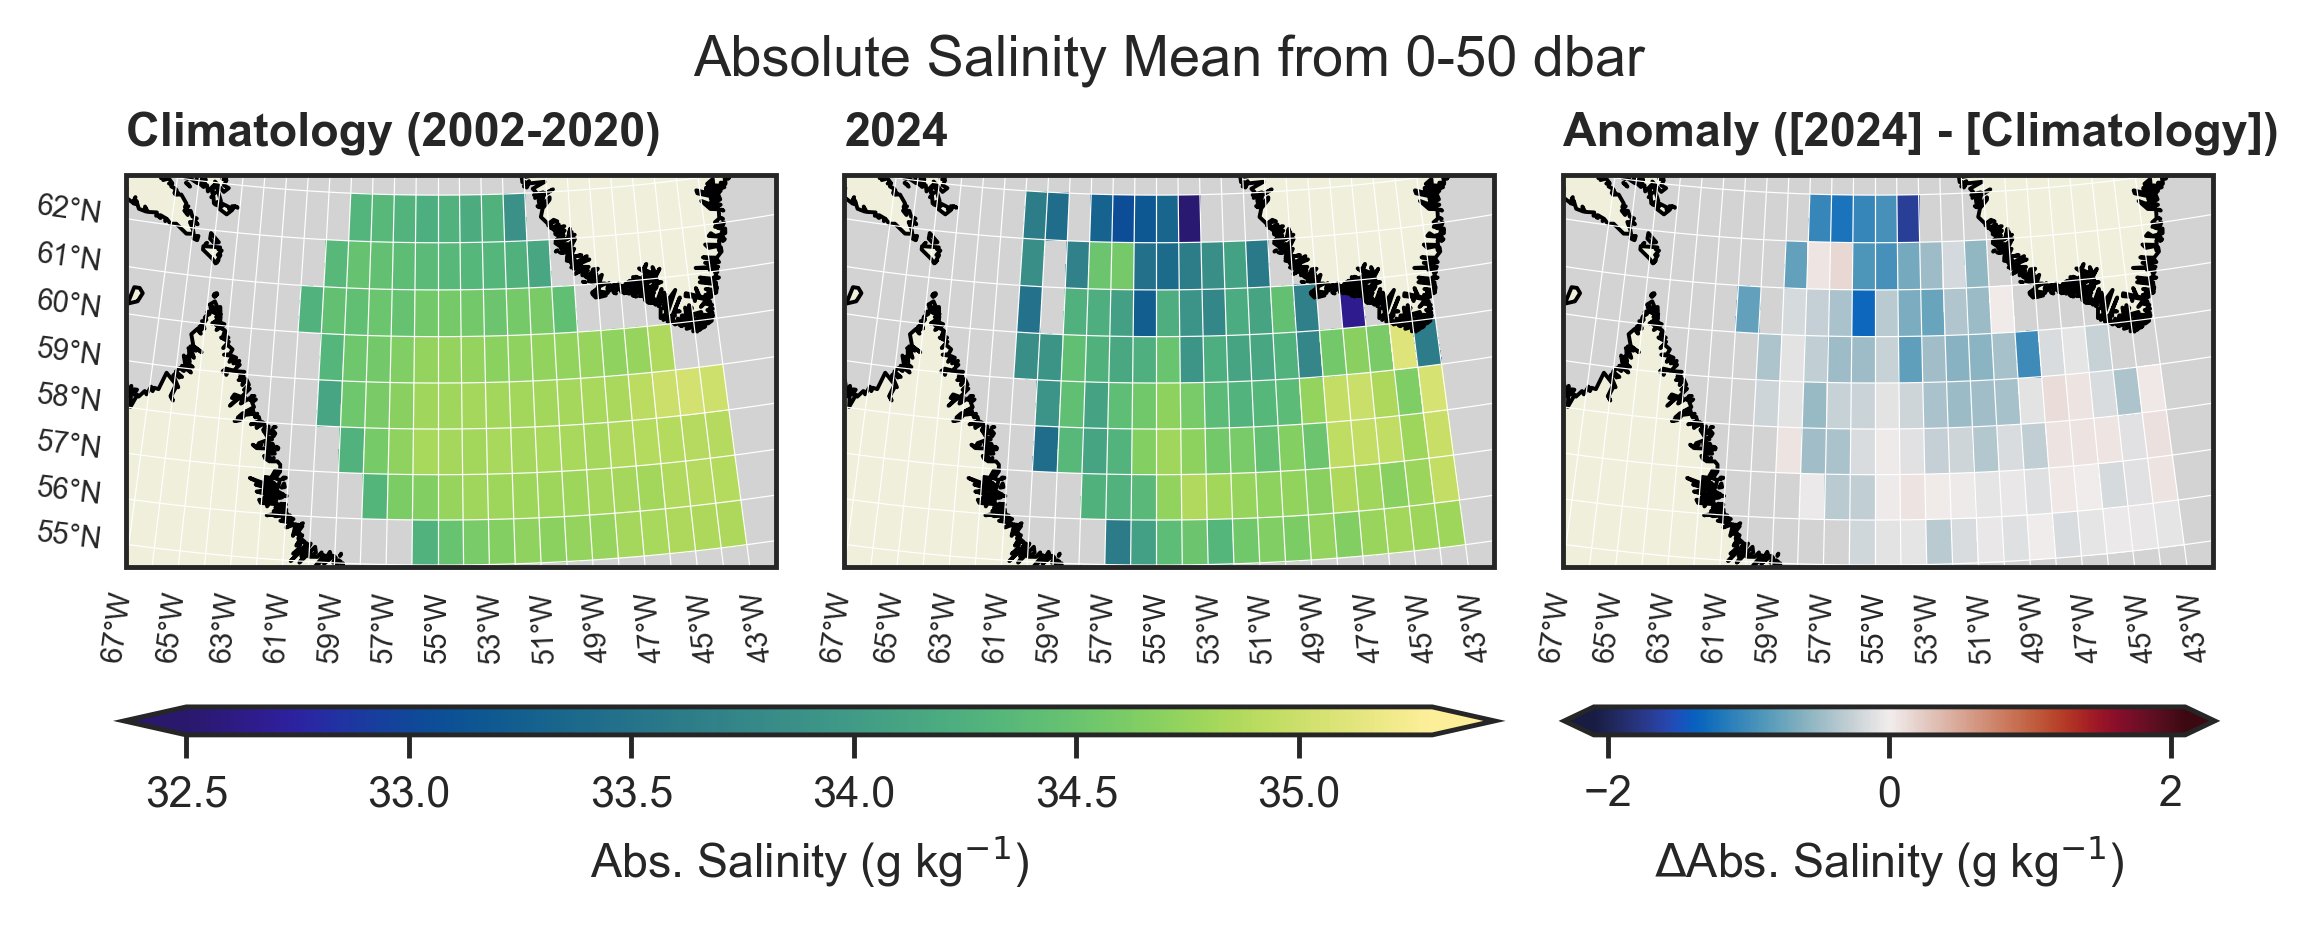 Absolute Salinity Mean from 0-50 dbar
Climatology (2002-2020)
2024
Anomaly ([2024] - [Climatology])
62°N
61°N
60°N
59°N
58°N
57°N
56°N
55°N
67°W 65°W 63°W 61°W 59°W 57°W 55°W 53°W 51°W 49°W 47°W 45°W 43°W
67°W 65°W 63°W 61°W 59°W 57°W 55°W 53°W 51°W 49°W 47°W 45°W 43°W
67°W 65°W 63°W 61°W 59°W 57°W 55°W 53°W 51°W 49°W 47°W 45°W 43°W
32.5 33.0 33.5 34.0 34.5 35.0
Abs. Salinity (g kg⁻¹)
−2 0 2
ΔAbs. Salinity (g kg⁻¹)